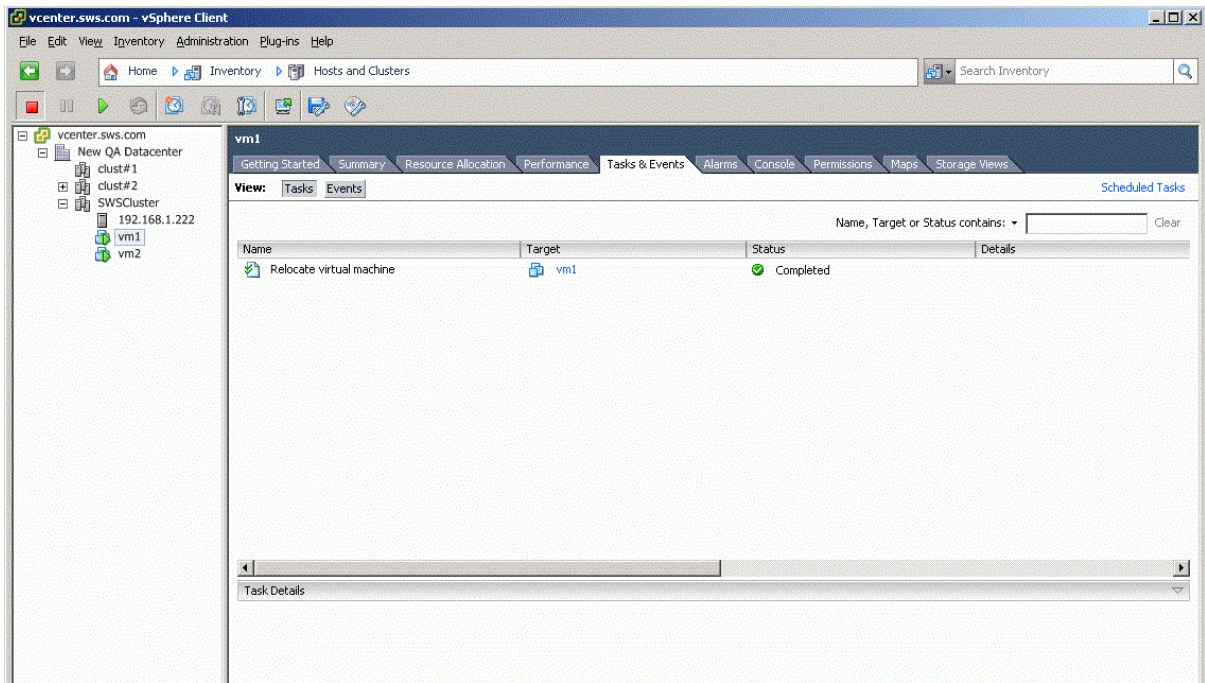 vcenter.sws.com - vSphere Client
File Edit View Inventory Administration Plug-ins Help
Home Inventory Hosts and Clusters Search Inventory
vcenter.sws.com
New QA Datacenter
clust#1
clust#2
SWSCluster
192.168.1.222
vm1
vm2
vm1
Getting Started Summary Resource Allocation Performance Tasks & Events Alarms Console Permissions Maps Storage Views
View: Tasks Events Scheduled Tasks
Name, Target or Status contains: Clear
Name Target Status Details
Relocate virtual machine vm1 Completed
Task Details